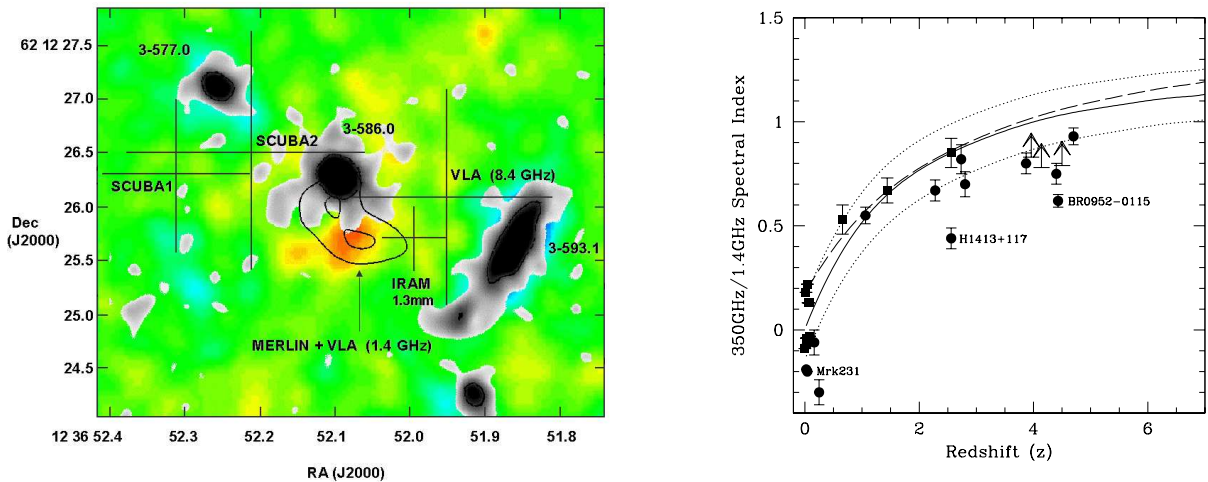 62 12 27.5
27.0
26.5
26.0
25.5
25.0
24.5
Dec
(J2000)
3-577.0
3-586.0
SCUBA2
SCUBA1
VLA (8.4 GHz)
3-593.1
IRAM
1.3mm
MERLIN + VLA (1.4 GHz)
12 36 52.4
52.3
52.2
52.1
52.0
51.9
51.8
RA (J2000)
350GHz/1.4GHz Spectral Index
1.5
1
0.5
0
BR0952-0115
H1413+117
Mrk231
0
2
4
6
Redshift (z)